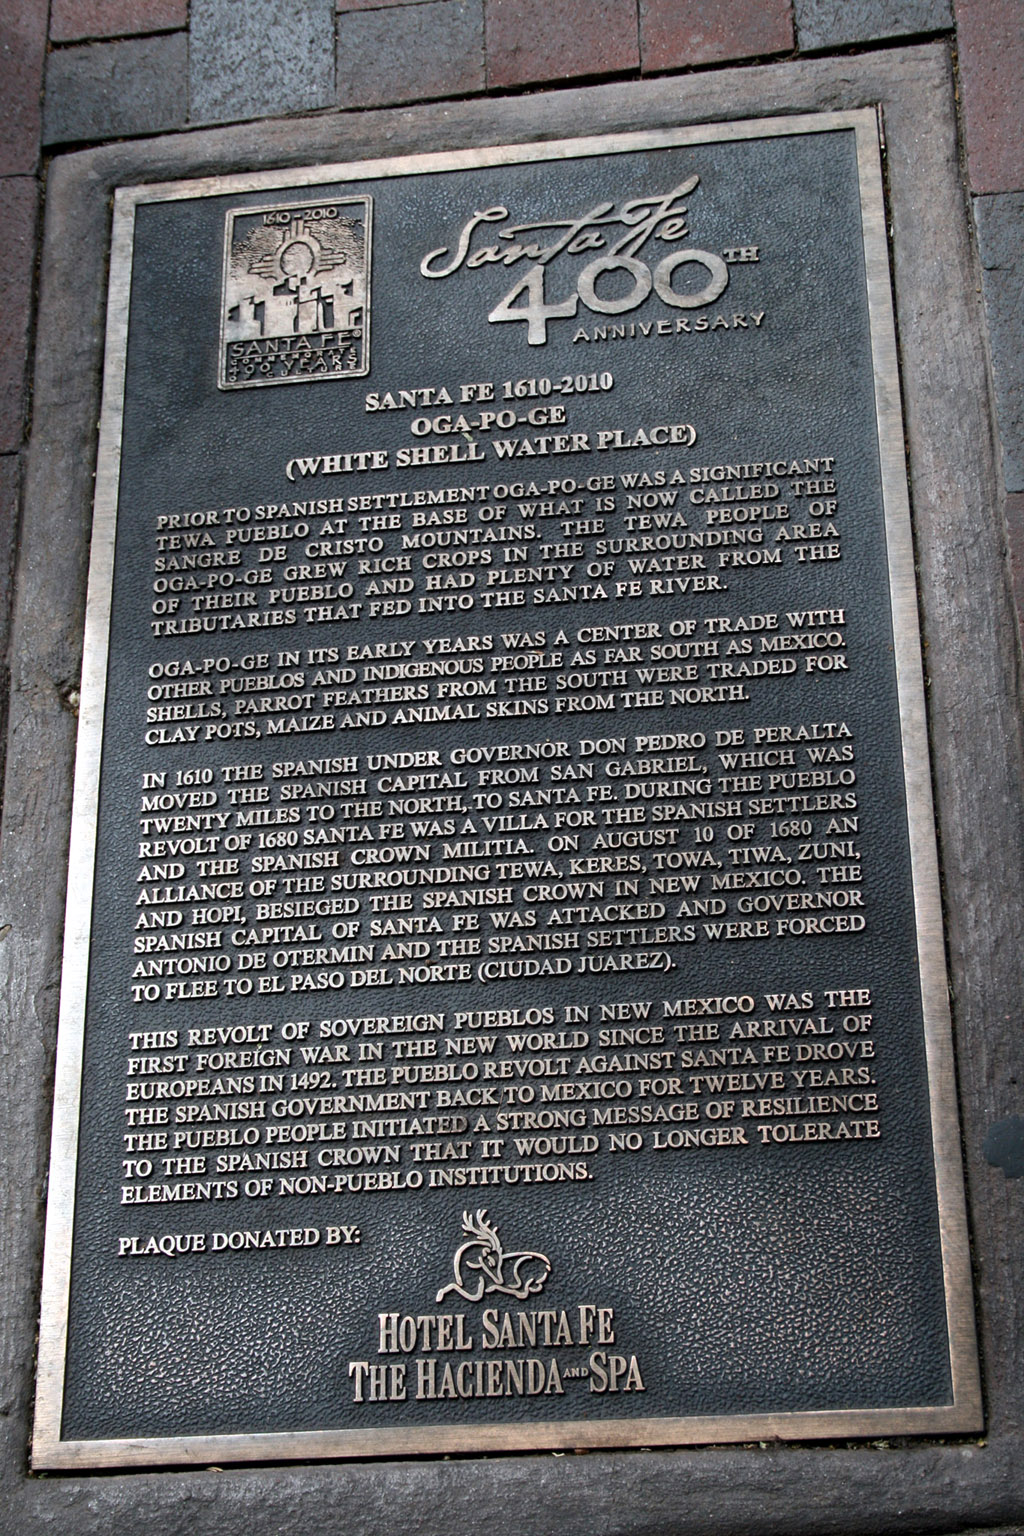 1610-2010
SANTA FE®
COMMEMORATE
400 YEARS
OF CULTURE
Santa Fe
400TH
ANNIVERSARY
SANTA FE 1610-2010
OGA-PO-GE
(WHITE SHELL WATER PLACE)
PRIOR TO SPANISH SETTLEMENT OGA-PO-GE WAS A SIGNIFICANT
TEWA PUEBLO AT THE BASE OF WHAT IS NOW CALLED THE
SANGRE DE CRISTO MOUNTAINS. THE TEWA PEOPLE OF
OGA-PO-GE GREW RICH CROPS IN THE SURROUNDING AREA
OF THEIR PUEBLO AND HAD PLENTY OF WATER FROM THE
TRIBUTARIES THAT FED INTO THE SANTA FE RIVER.
OGA-PO-GE IN ITS EARLY YEARS WAS A CENTER OF TRADE WITH
OTHER PUEBLOS AND INDIGENOUS PEOPLE AS FAR SOUTH AS MEXICO.
SHELLS, PARROT FEATHERS FROM THE SOUTH WERE TRADED FOR
CLAY POTS, MAIZE AND ANIMAL SKINS FROM THE NORTH.
IN 1610 THE SPANISH UNDER GOVERNOR DON PEDRO DE PERALTA
MOVED THE SPANISH CAPITAL FROM SAN GABRIEL, WHICH WAS
TWENTY MILES TO THE NORTH, TO SANTA FE. DURING THE PUEBLO
REVOLT OF 1680 SANTA FE WAS A VILLA FOR THE SPANISH SETTLERS
AND THE SPANISH CROWN MILITIA. ON AUGUST 10 OF 1680 AN
ALLIANCE OF THE SURROUNDING TEWA, KERES, TOWA, TIWA, ZUNI,
AND HOPI, BESIEGED THE SPANISH CROWN IN NEW MEXICO. THE
SPANISH CAPITAL OF SANTA FE WAS ATTACKED AND GOVERNOR
ANTONIO DE OTERMIN AND THE SPANISH SETTLERS WERE FORCED
TO FLEE TO EL PASO DEL NORTE (CIUDAD JUAREZ).
THIS REVOLT OF SOVEREIGN PUEBLOS IN NEW MEXICO WAS THE
FIRST FOREIGN WAR IN THE NEW WORLD SINCE THE ARRIVAL OF
EUROPEANS IN 1492. THE PUEBLO REVOLT AGAINST SANTA FE DROVE
THE SPANISH GOVERNMENT BACK TO MEXICO FOR TWELVE YEARS.
THE PUEBLO PEOPLE INITIATED A STRONG MESSAGE OF RESILIENCE
TO THE SPANISH CROWN THAT IT WOULD NO LONGER TOLERATE
ELEMENTS OF NON-PUEBLO INSTITUTIONS.
PLAQUE DONATED BY:
HOTEL SANTA FE
THE HACIENDA AND SPA